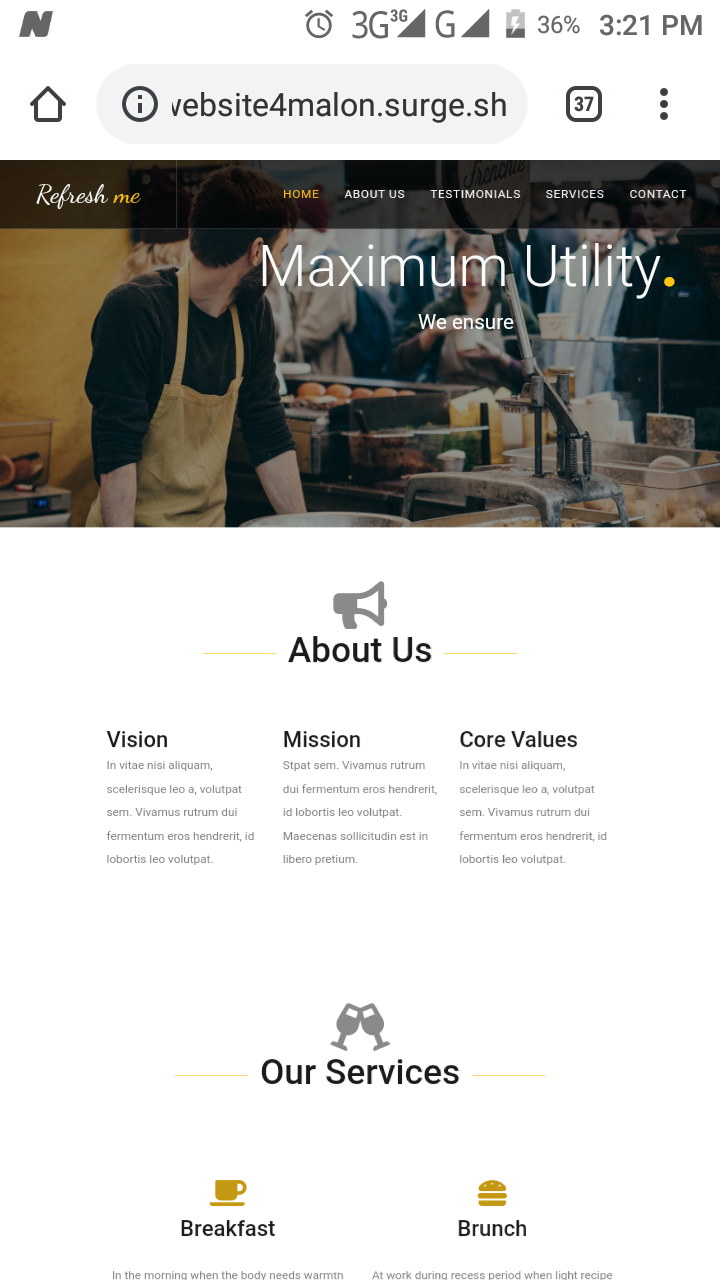 3G 3G G 36% 3:21 PM
website4malon.surge.sh 37
Refresh me HOME ABOUT US TESTIMONIALS SERVICES CONTACT
Maximum Utility.
We ensure
About Us
Vision
In vitae nisi aliquam,
scelerisque leo a, volutpat
sem. Vivamus rutrum dui
fermentum eros hendrerit, id
lobortis leo volutpat.
Mission
Stpat sem. Vivamus rutrum
dui fermentum eros hendrerit,
id lobortis leo volutpat.
Maecenas sollicitudin est in
libero pretium.
Core Values
In vitae nisi aliquam,
scelerisque leo a, volutpat
sem. Vivamus rutrum dui
fermentum eros hendrerit, id
lobortis leo volutpat.
Our Services
Breakfast
In the morning when the body needs warmth
Brunch
At work during recess period when light recipe